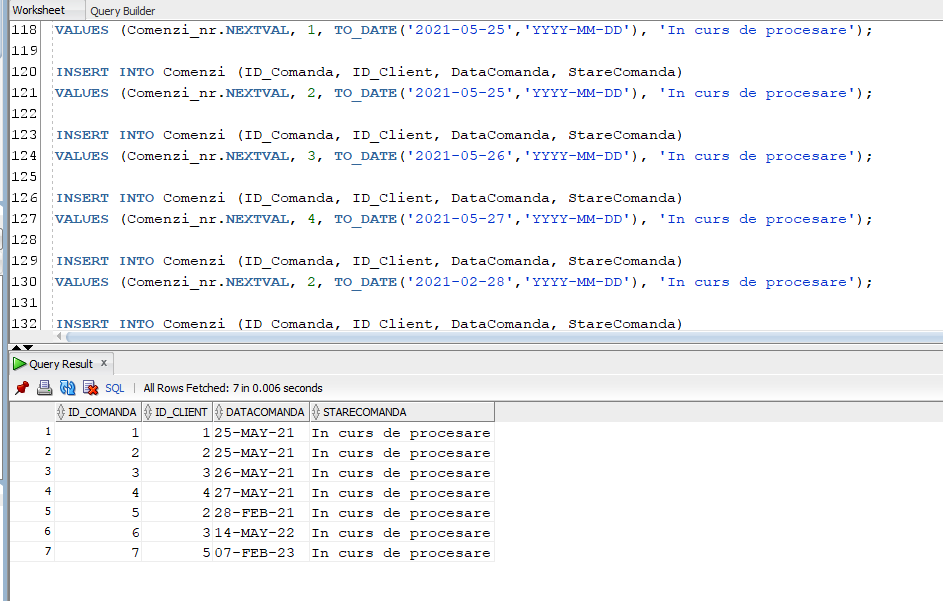 Worksheet Query Builder
118 VALUES (Comenzi_nr.NEXTVAL, 1, TO_DATE('2021-05-25','YYYY-MM-DD'), 'In curs de procesare');
119
120 INSERT INTO Comenzi (ID_Comanda, ID_Client, DataComanda, StareComanda)
121 VALUES (Comenzi_nr.NEXTVAL, 2, TO_DATE('2021-05-25','YYYY-MM-DD'), 'In curs de procesare');
122
123 INSERT INTO Comenzi (ID_Comanda, ID_Client, DataComanda, StareComanda)
124 VALUES (Comenzi_nr.NEXTVAL, 3, TO_DATE('2021-05-26','YYYY-MM-DD'), 'In curs de procesare');
125
126 INSERT INTO Comenzi (ID_Comanda, ID_Client, DataComanda, StareComanda)
127 VALUES (Comenzi_nr.NEXTVAL, 4, TO_DATE('2021-05-27','YYYY-MM-DD'), 'In curs de procesare');
128
129 INSERT INTO Comenzi (ID_Comanda, ID_Client, DataComanda, StareComanda)
130 VALUES (Comenzi_nr.NEXTVAL, 2, TO_DATE('2021-02-28','YYYY-MM-DD'), 'In curs de procesare');
131
132 INSERT INTO Comenzi (ID_Comanda, ID_Client, DataComanda, StareComanda)
Query Result ×
SQL | All Rows Fetched: 7 in 0.006 seconds
ID_COMANDA ID_CLIENT DATACOMANDA STARECOMANDA
1 1 1 25-MAY-21 In curs de procesare
2 2 2 25-MAY-21 In curs de procesare
3 3 3 26-MAY-21 In curs de procesare
4 4 4 27-MAY-21 In curs de procesare
5 5 2 28-FEB-21 In curs de procesare
6 6 3 14-MAY-22 In curs de procesare
7 7 5 07-FEB-23 In curs de procesare